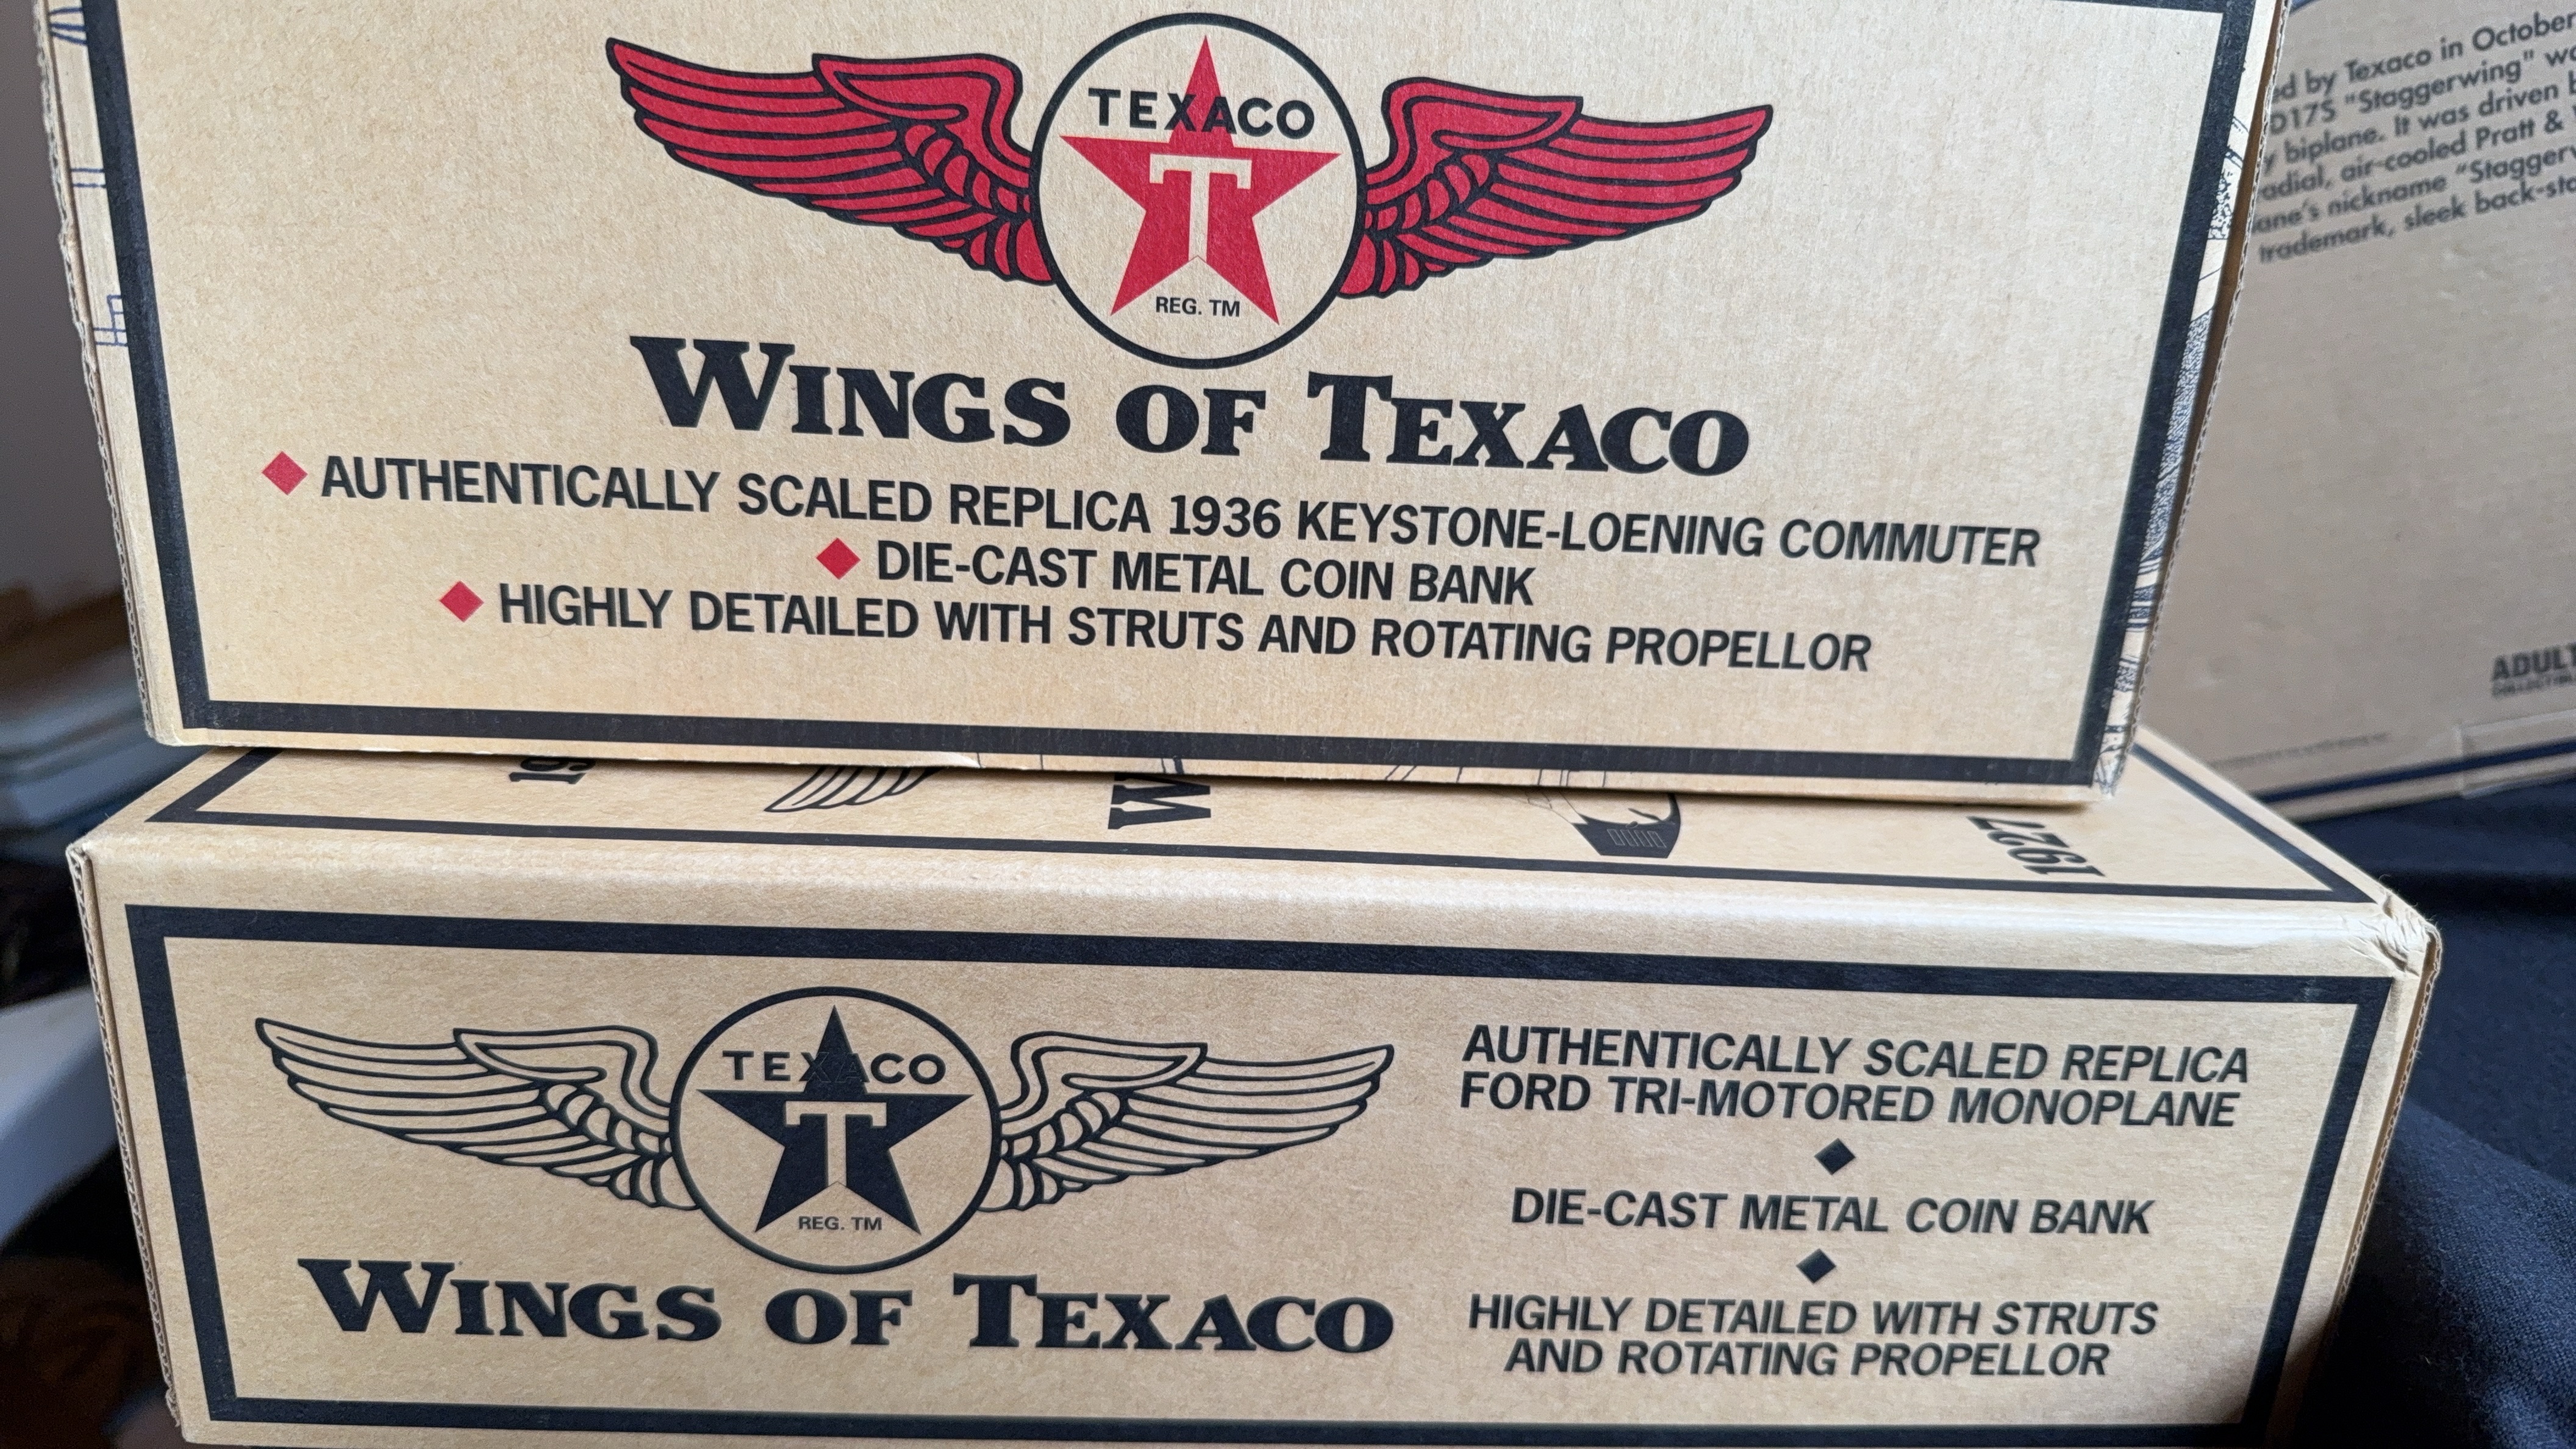 TEXACO
T
REG. TM
WINGS OF TEXACO
AUTHENTICALLY SCALED REPLICA 1936 KEYSTONE-LOENING COMMUTER
DIE-CAST METAL COIN BANK
HIGHLY DETAILED WITH STRUTS AND ROTATING PROPELLOR
by Texaco in October
D17S "Staggerwing"
biplane. It was driven
air-cooled Pratt &
nickname
trademark, sleek
1927
TEXACO
T
REG. TM
WINGS OF TEXACO
AUTHENTICALLY SCALED REPLICA
FORD TRI-MOTORED MONOPLANE
DIE-CAST METAL COIN BANK
HIGHLY DETAILED WITH STRUTS
AND ROTATING PROPELLOR